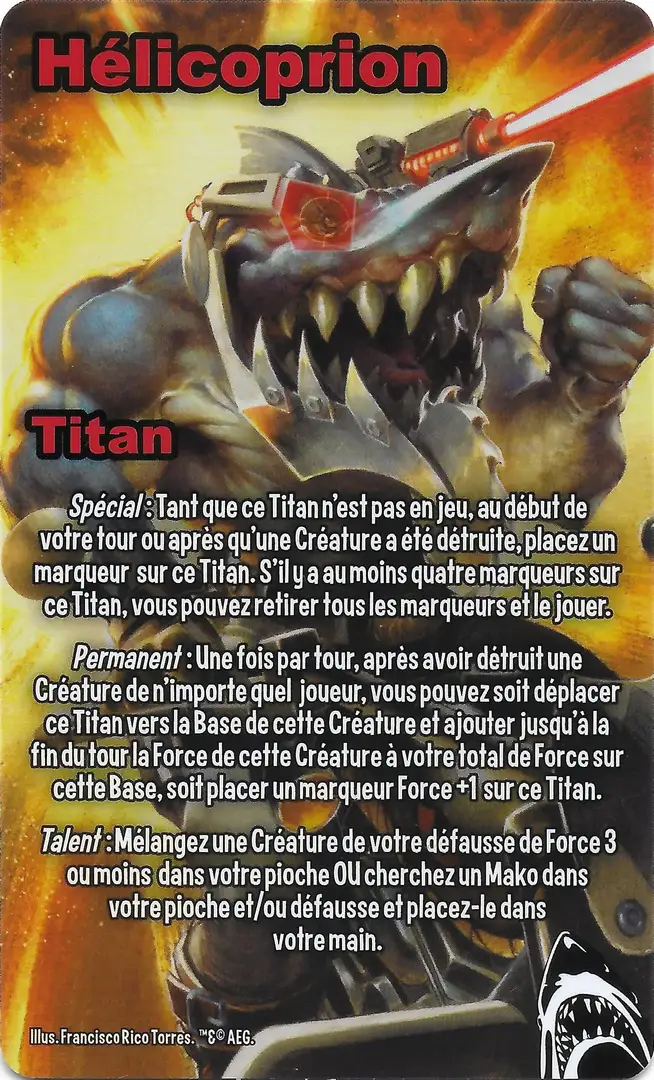 Hélicoprion
Titan
Spécial : Tant que ce Titan n'est pas en jeu, au début de
votre tour ou après qu'une Créature a été détruite, placez un
marqueur sur ce Titan. S'il y a au moins quatre marqueurs sur
ce Titan, vous pouvez retirer tous les marqueurs et le jouer.
Permanent : Une fois par tour, après avoir détruit une
Créature de n'importe quel joueur, vous pouvez soit déplacer
ce Titan vers la Base de cette Créature et ajouter jusqu'à la
fin du tour la Force de cette Créature à votre total de Force sur
cette Base, soit placer un marqueur Force +1 sur ce Titan.
Talent : Mélangez une Créature de votre défausse de Force 3
ou moins dans votre pioche OU cherchez un Mako dans
votre pioche et/ou défausse et placez-le dans
votre main.
Illus. Francisco Rico Torres. ™&© AEG.